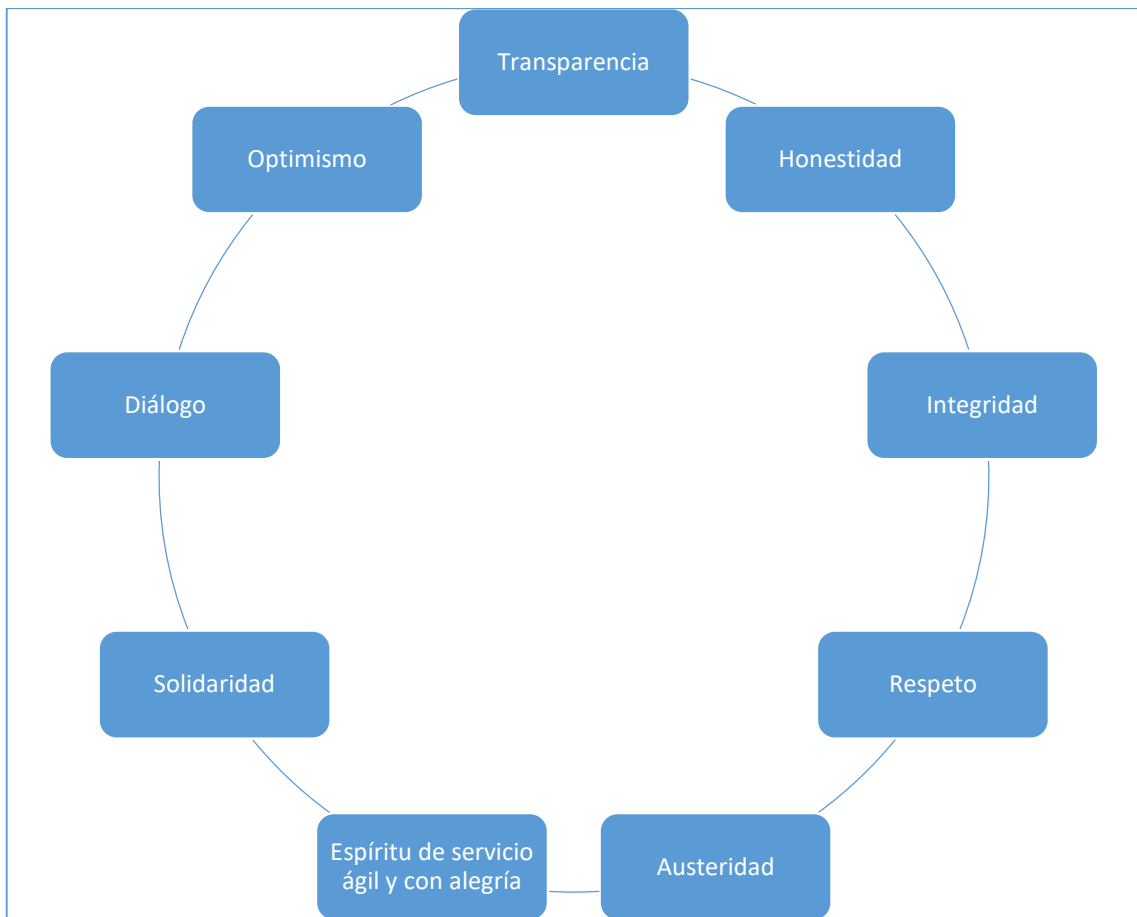 Transparencia
Honestidad
Integridad
Respeto
Austeridad
Espíritu de servicio
ágil y con alegría
Solidaridad
Diálogo
Optimismo